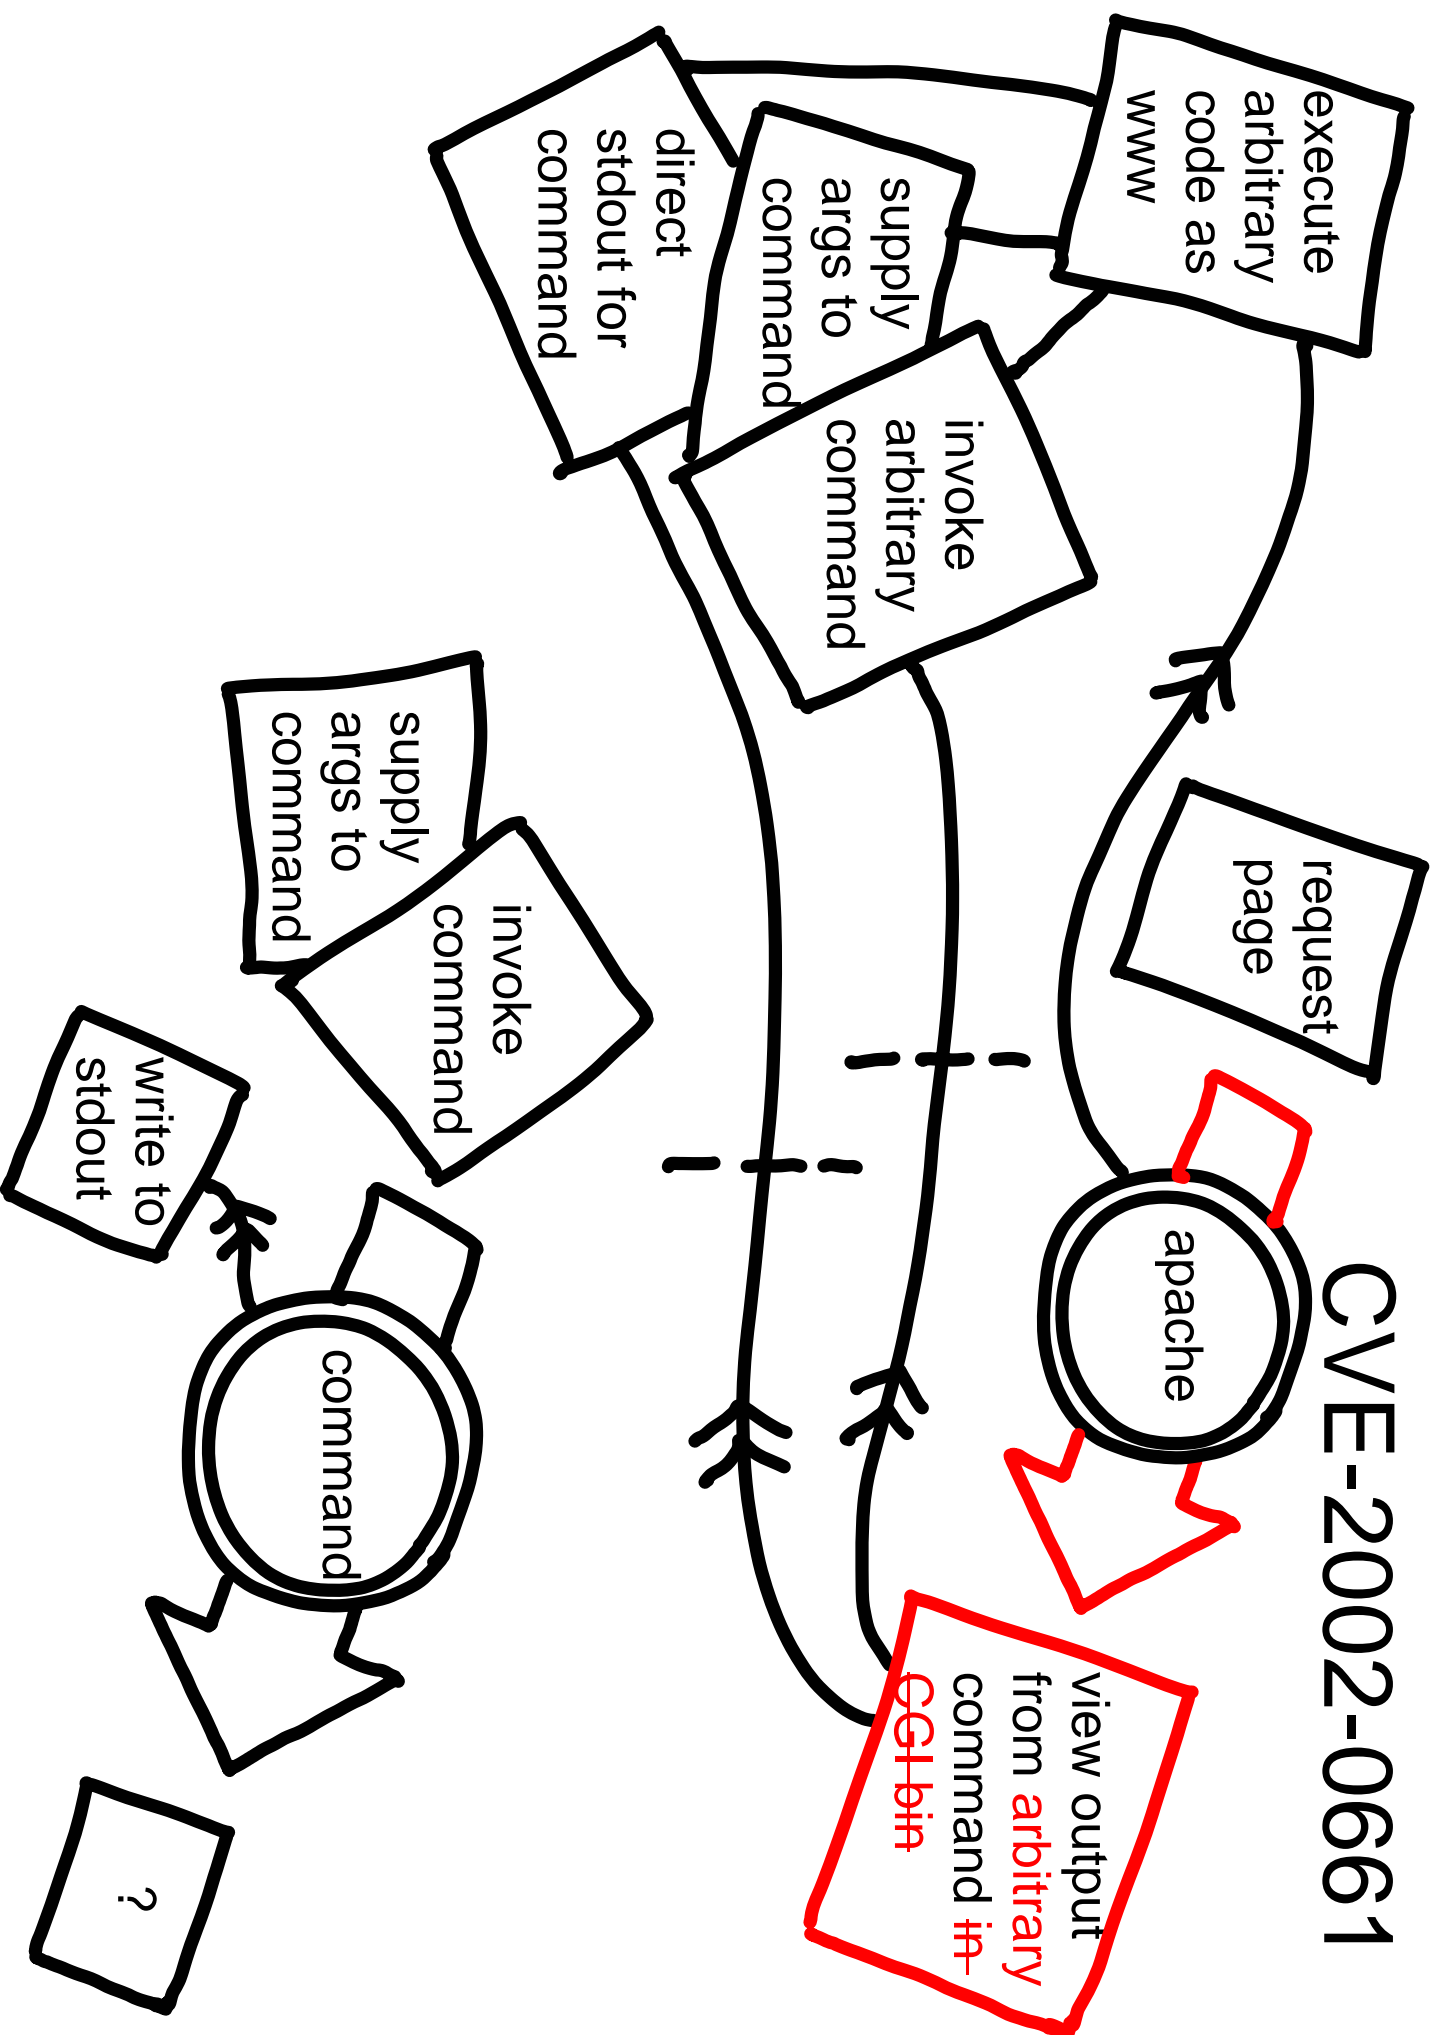 CVE-2002-0661
execute
arbitrary
code as
www
request
page
apache
view output
from arbitrary
command in
CGI bin
direct
stdout for
command
supply
args to
command
invoke
arbitrary
command
supply
args to
command
invoke
command
write to
stdout
command
?